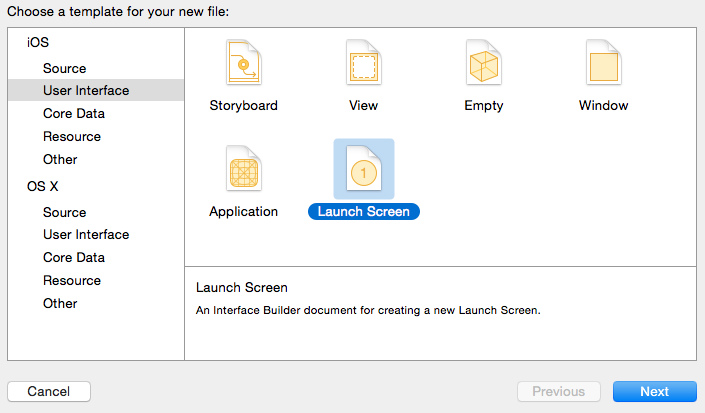 Choose a template for your new file:
iOS
Source
User Interface
Core Data
Resource
Other
OS X
Source
User Interface
Core Data
Resource
Other
Storyboard
View
Empty
Window
1
Application
Launch Screen
Launch Screen
An Interface Builder document for creating a new Launch Screen.
Cancel
Previous
Next